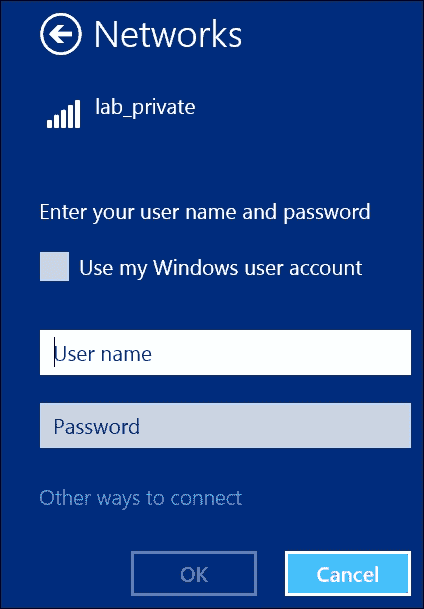 Networks
lab_private
Enter your user name and password
Use my Windows user account
User name
Password
Other ways to connect
OK
Cancel